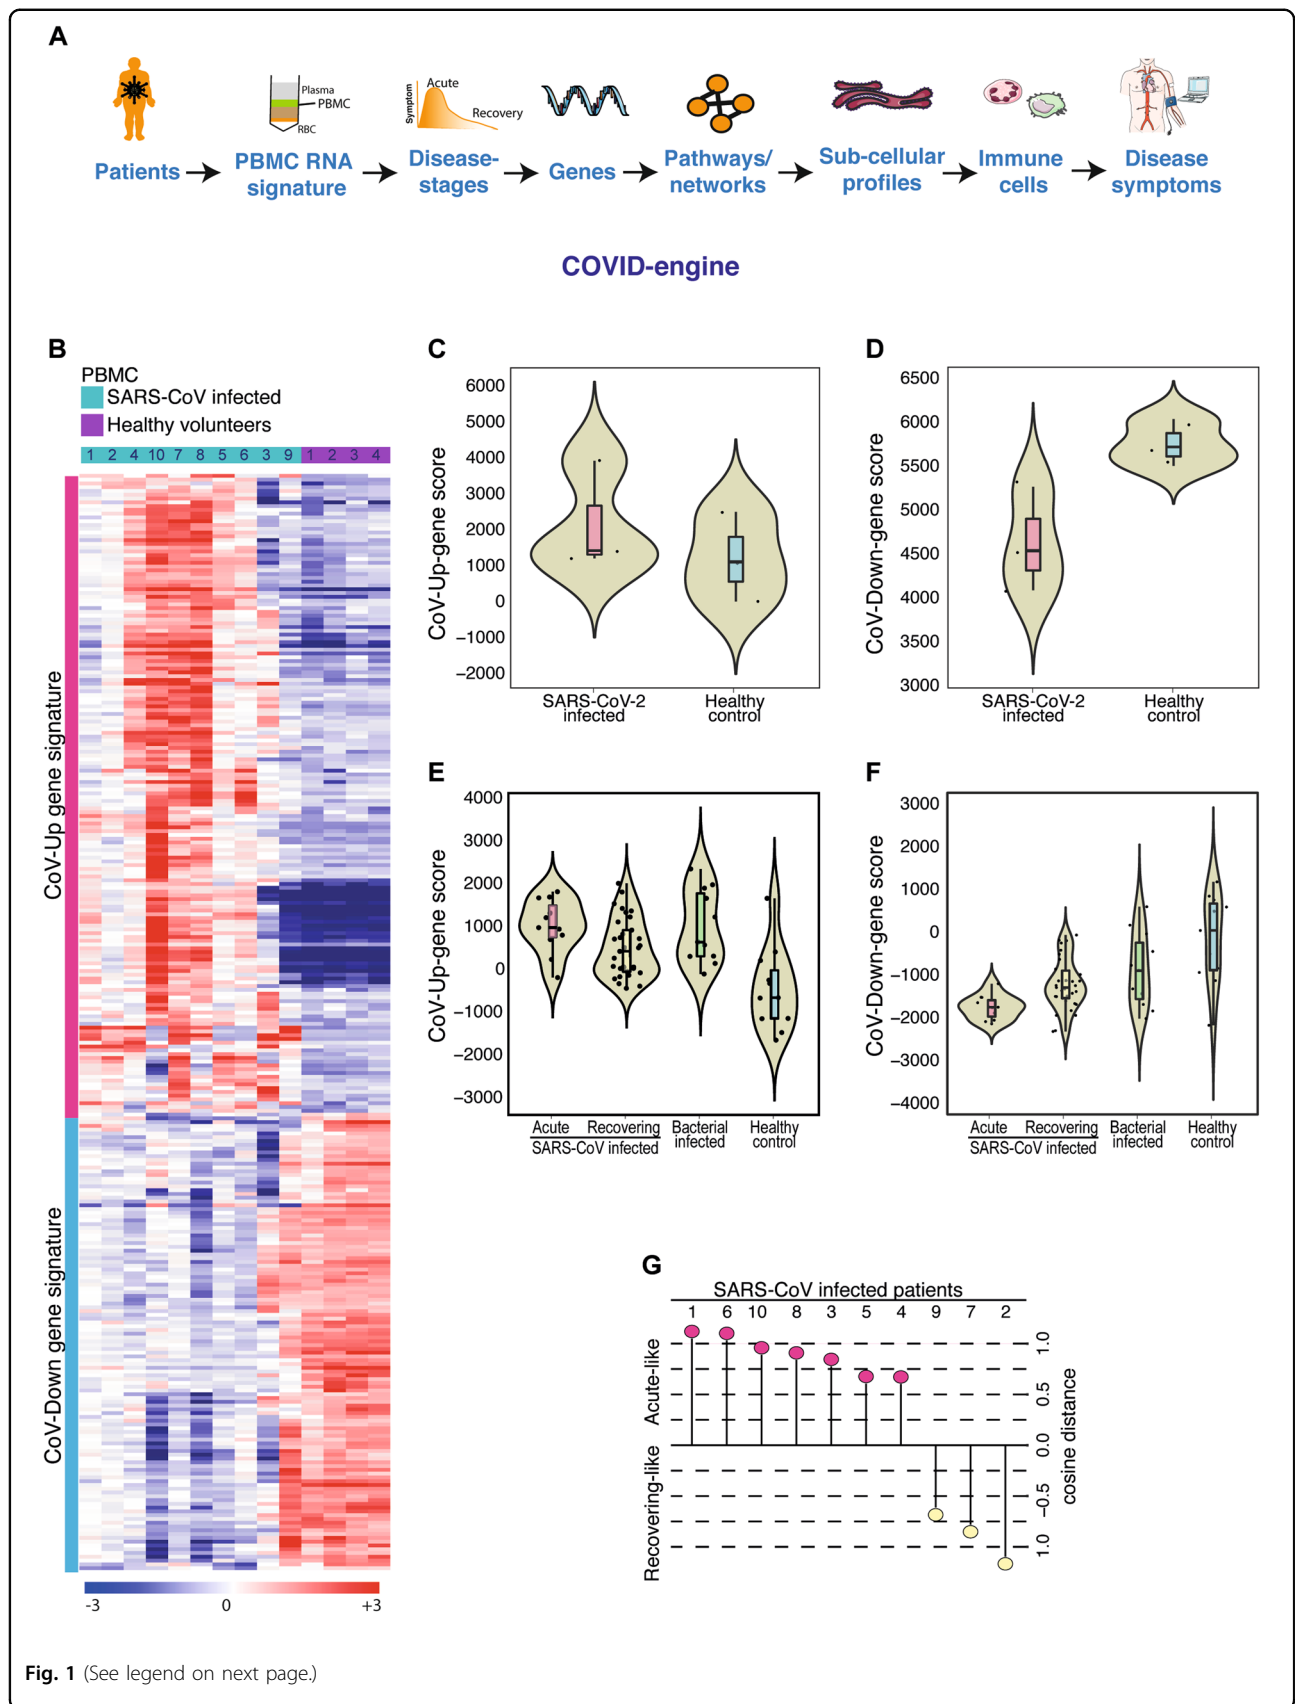 A
Plasma
PBMC
RBC
Symptom
Acute
Recovery
Patients
PBMC RNA
signature
Disease-
stages
Genes
Pathways/
networks
Sub-cellular
profiles
Immune
cells
Disease
symptoms
COVID-engine
B
PBMC
SARS-CoV infected
Healthy volunteers
1 2 4 10 7 8 5 6 3 9 1 2 3 4
CoV-Up gene signature
CoV-Down gene signature
-3 0 +3
C
CoV-Up-gene score
6000
5000
4000
3000
2000
1000
0
−1000
−2000
SARS-CoV-2
infected
Healthy
control
D
CoV-Down-gene score
6500
6000
5500
5000
4500
4000
3500
3000
SARS-CoV-2
infected
Healthy
control
E
CoV-Up-gene score
4000
3000
2000
1000
0
−1000
−2000
−3000
Acute Recovering
SARS-CoV infected
Bacterial
infected
Healthy
control
F
CoV-Down-gene score
3000
2000
1000
0
−1000
−2000
−3000
−4000
Acute Recovering
SARS-CoV infected
Bacterial
infected
Healthy
control
G
SARS-CoV infected patients
1 6 10 8 3 5 4 9 7 2
Acute-like
Recovering-like
1.0
0.5
0.0
−0.5
1.0
cosine distance
Fig. 1 (See legend on next page.)